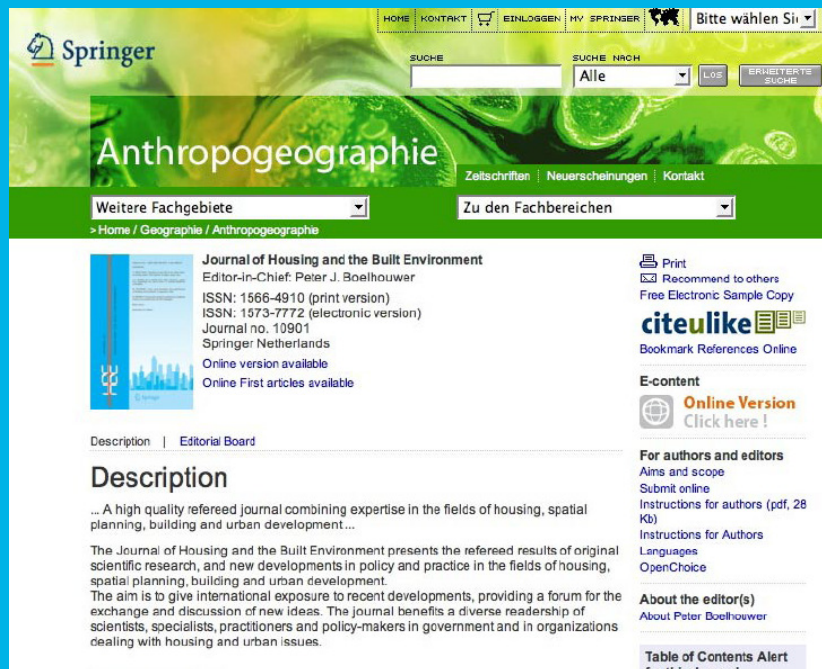 HOME KONTAKT EINLOGGEN MY SPRINGER Bitte wählen Si
Springer
SUCHE SUCHE NACH
Alle LOS ERWEITERTE SUCHE
Anthropogeographie
Zeitschriften Neuerscheinungen Kontakt
Weitere Fachgebiete Zu den Fachbereichen
> Home / Geographie / Anthropogeographie
Journal of Housing and the Built Environment
Editor-in-Chief: Peter J. Boelhouwer
ISSN: 1566-4910 (print version)
ISSN: 1573-7772 (electronic version)
Journal no. 10901
Springer Netherlands
Online version available
Online First articles available
Description | Editorial Board
Description
... A high quality refereed journal combining expertise in the fields of housing, spatial
planning, building and urban development...
The Journal of Housing and the Built Environment presents the refereed results of original
scientific research, and new developments in policy and practice in the fields of housing,
spatial planning, building and urban development.
The aim is to give international exposure to recent developments, providing a forum for the
exchange and discussion of new ideas. The journal benefits a diverse readership of
scientists, specialists, practitioners and policy-makers in government and in organizations
dealing with housing and urban issues.
Print
Recommend to others
Free Electronic Sample Copy
citeulike
Bookmark References Online
E-content
Online Version
Click here !
For authors and editors
Aims and scope
Submit online
Instructions for authors (pdf, 28
Kb)
Instructions for Authors
Languages
OpenChoice
About the editor(s)
About Peter Boelhouwer
Table of Contents Alert